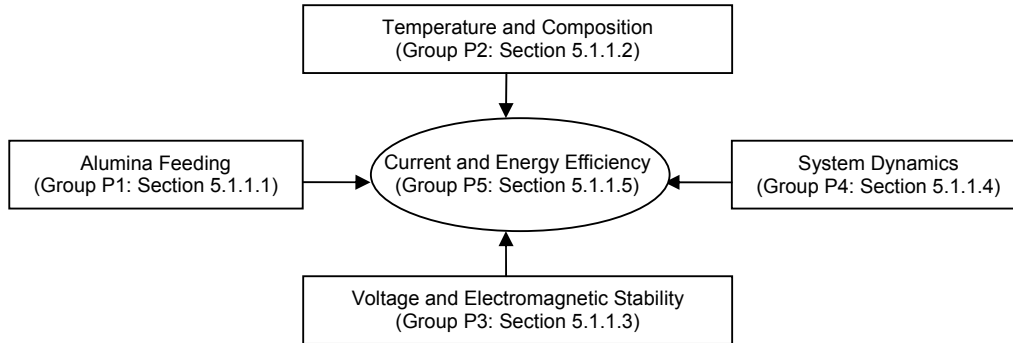 Temperature and Composition
(Group P2: Section 5.1.1.2)
Alumina Feeding
(Group P1: Section 5.1.1.1)
Current and Energy Efficiency
(Group P5: Section 5.1.1.5)
System Dynamics
(Group P4: Section 5.1.1.4)
Voltage and Electromagnetic Stability
(Group P3: Section 5.1.1.3)